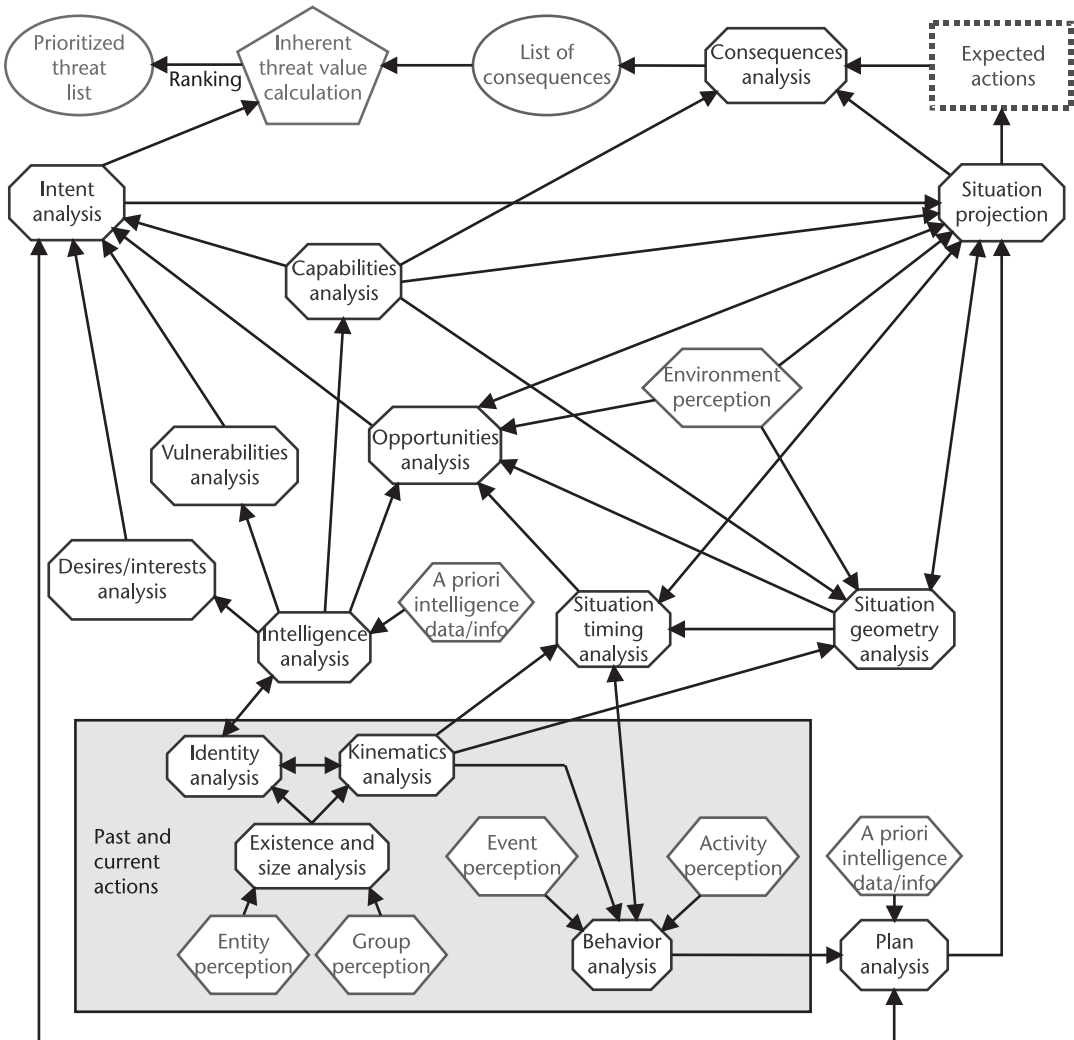 Prioritized
threat
list
Ranking
Inherent
threat value
calculation
List of
consequences
Consequences
analysis
Expected
actions
Intent
analysis
Situation
projection
Capabilities
analysis
Environment
perception
Opportunities
analysis
Vulnerabilities
analysis
Desires/interests
analysis
A priori
intelligence
data/info
Situation
timing
analysis
Situation
geometry
analysis
Intelligence
analysis
Identity
analysis
Kinematics
analysis
Past and
current
actions
Existence and
size analysis
Event
perception
Activity
perception
A priori
intelligence
data/info
Entity
perception
Group
perception
Behavior
analysis
Plan
analysis